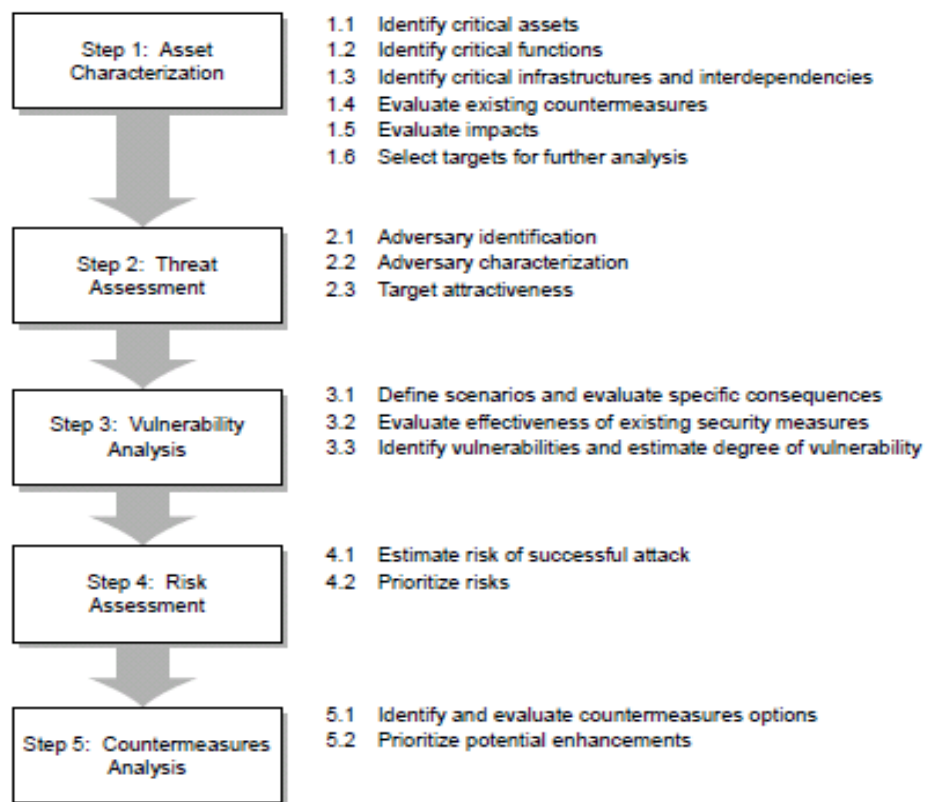 Step 1: Asset
Characterization
1.1 Identify critical assets
1.2 Identify critical functions
1.3 Identify critical infrastructures and interdependencies
1.4 Evaluate existing countermeasures
1.5 Evaluate impacts
1.6 Select targets for further analysis
Step 2: Threat
Assessment
2.1 Adversary identification
2.2 Adversary characterization
2.3 Target attractiveness
Step 3: Vulnerability
Analysis
3.1 Define scenarios and evaluate specific consequences
3.2 Evaluate effectiveness of existing security measures
3.3 Identify vulnerabilities and estimate degree of vulnerability
Step 4: Risk
Assessment
4.1 Estimate risk of successful attack
4.2 Prioritize risks
Step 5: Countermeasures
Analysis
5.1 Identify and evaluate countermeasures options
5.2 Prioritize potential enhancements